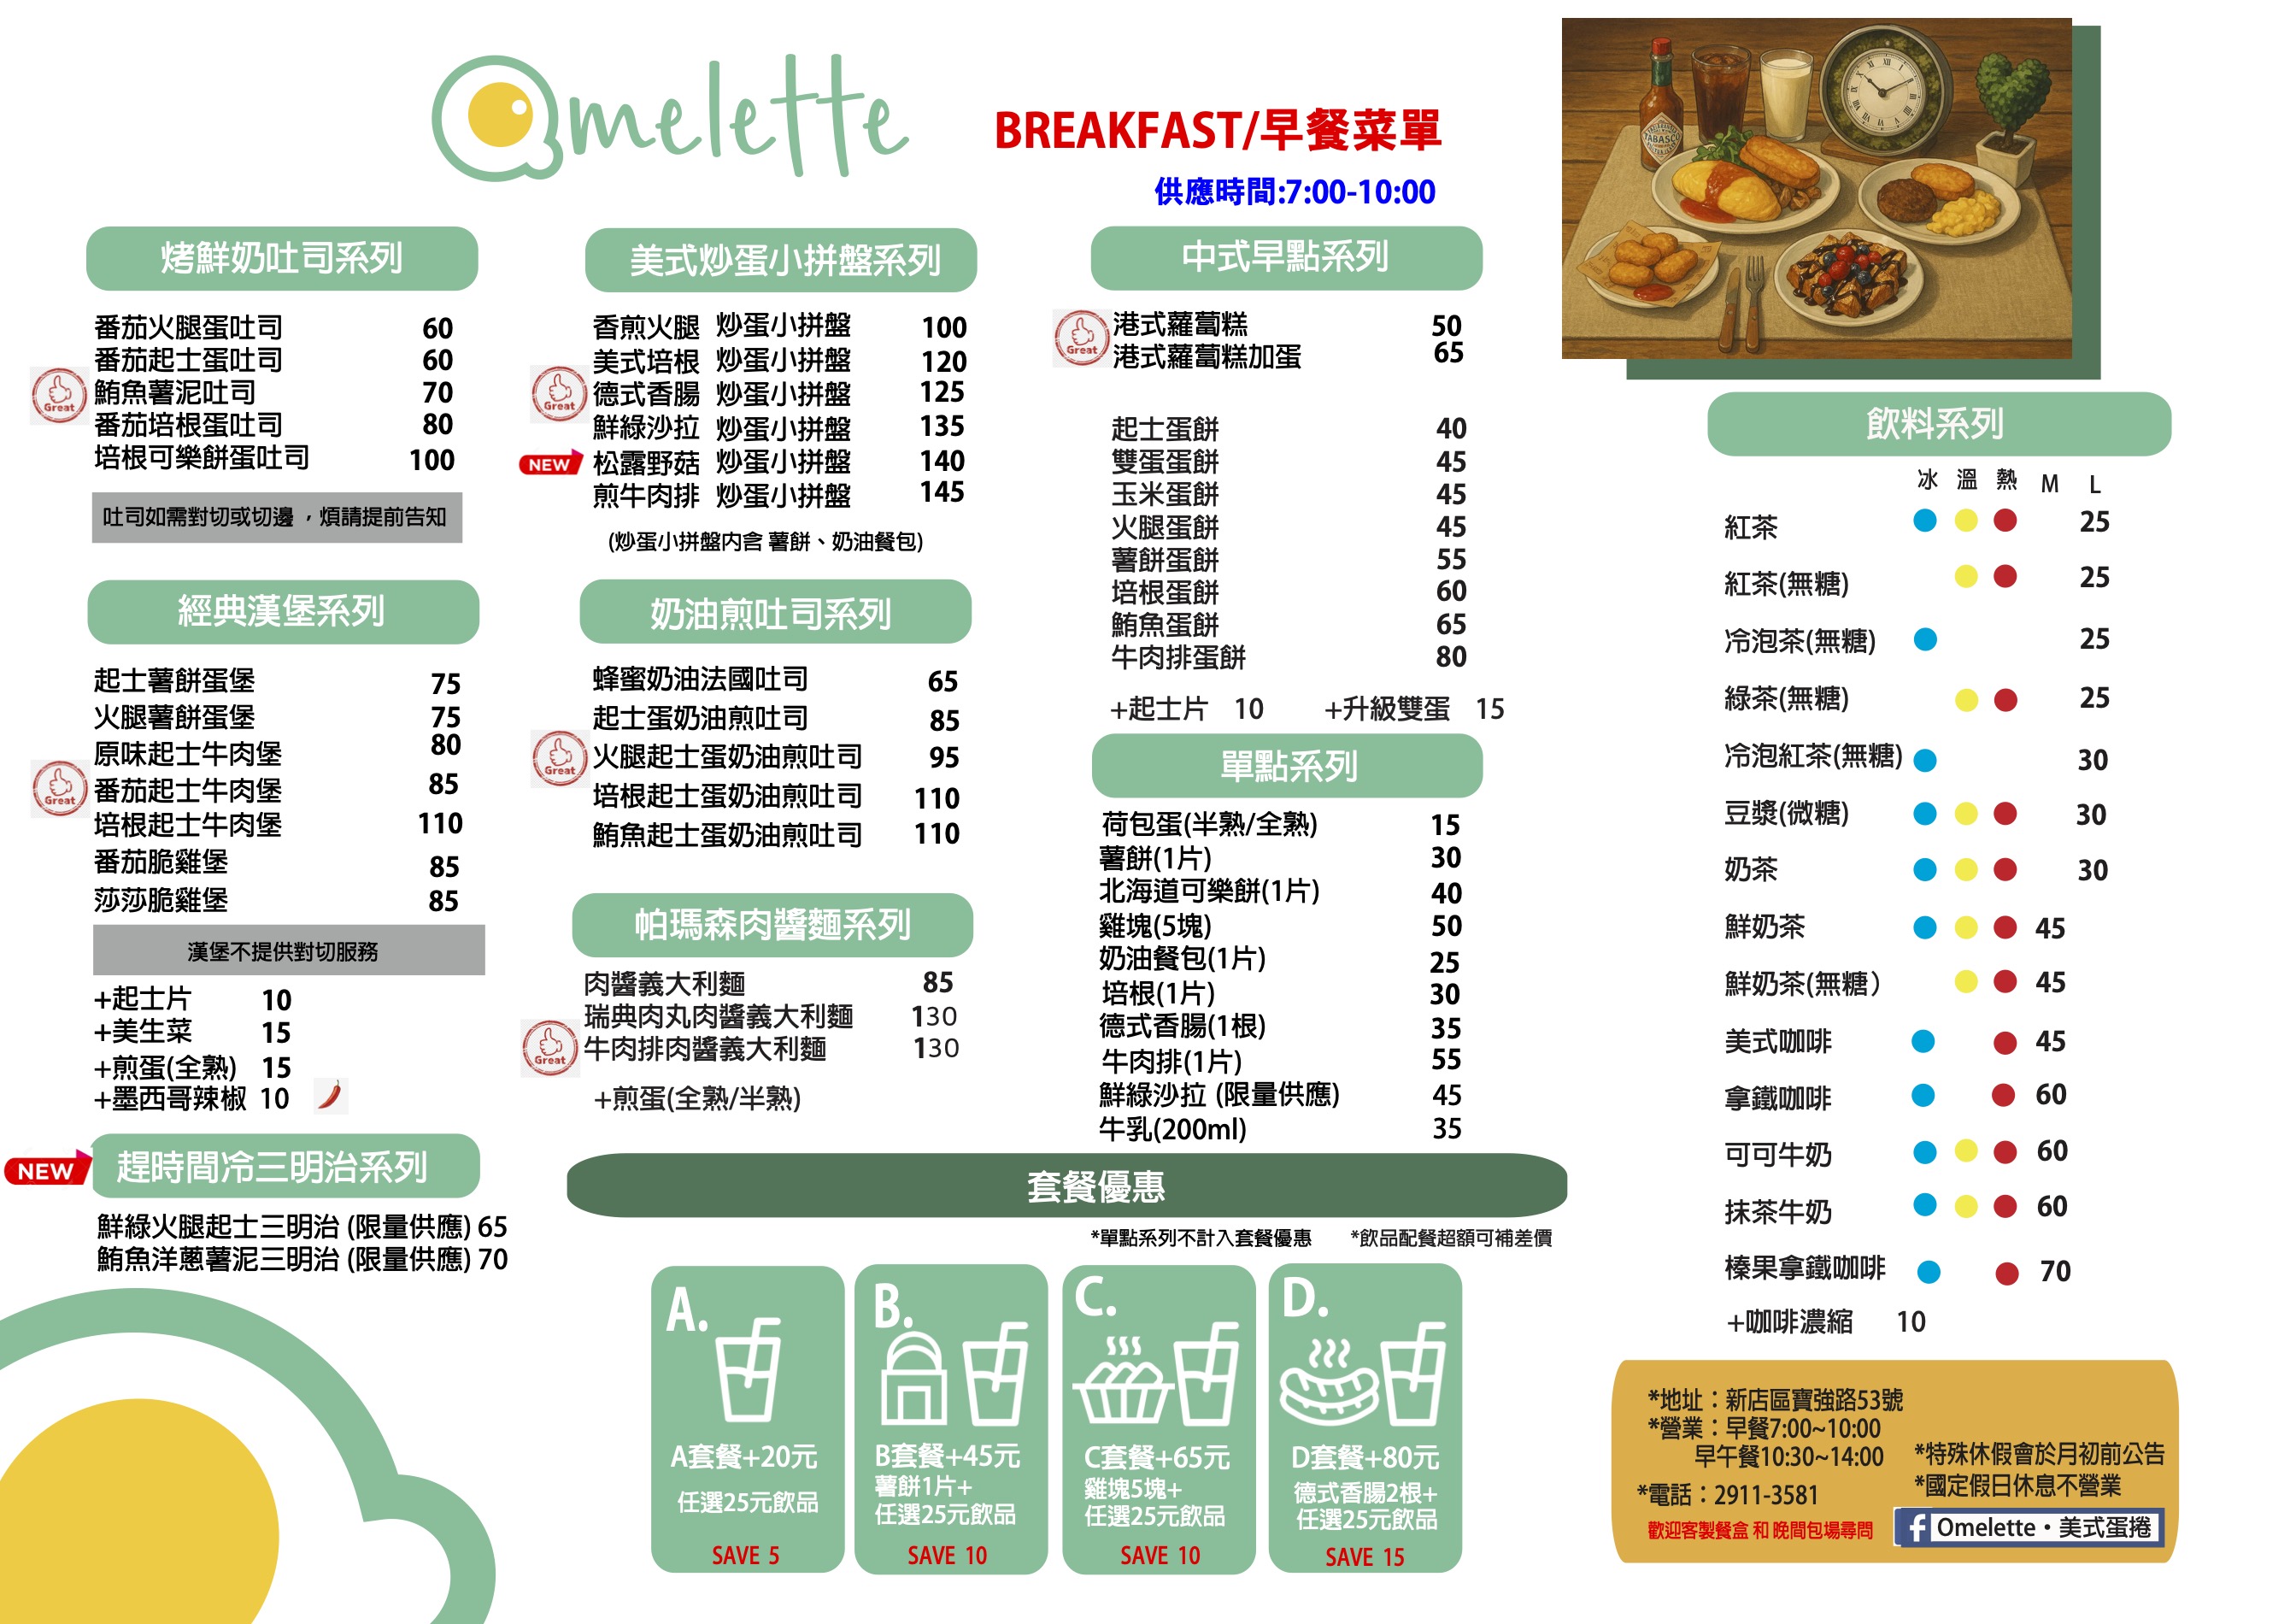 Omelette
BREAKFAST/早餐菜單
供應時間:7:00-10:00
TABASCO
烤鮮奶吐司系列
番茄火腿蛋吐司 60
番茄起士蛋吐司 60
Great
鮪魚薯泥吐司 70
番茄培根蛋吐司 80
培根可樂餅蛋吐司 100
吐司如需對切或切邊 ，煩請提前告知
經典漢堡系列
起士薯餅蛋堡 75
火腿薯餅蛋堡 75
原味起士牛肉堡 80
Great
番茄起士牛肉堡 85
培根起士牛肉堡 110
番茄脆雞堡 85
莎莎脆雞堡 85
漢堡不提供對切服務
+起士片 10
+美生菜 15
+煎蛋(全熟) 15
+墨西哥辣椒 10
NEW
趕時間冷三明治系列
鮮綠火腿起士三明治 (限量供應) 65
鮪魚洋蔥薯泥三明治 (限量供應) 70
美式炒蛋小拼盤系列
香煎火腿 炒蛋小拼盤 100
美式培根 炒蛋小拼盤 120
Great
德式香腸 炒蛋小拼盤 125
鮮綠沙拉 炒蛋小拼盤 135
NEW
松露野菇 炒蛋小拼盤 140
煎牛肉排 炒蛋小拼盤 145
(炒蛋小拼盤内含 薯餅、奶油餐包)
奶油煎吐司系列
蜂蜜奶油法國吐司 65
起士蛋奶油煎吐司 85
Great
火腿起士蛋奶油煎吐司 95
培根起士蛋奶油煎吐司 110
鮪魚起士蛋奶油煎吐司 110
帕瑪森肉醬麵系列
肉醬義大利麵 85
瑞典肉丸肉醬義大利麵 130
Great
牛肉排肉醬義大利麵 130
+煎蛋(全熟/半熟)
中式早點系列
Great
港式蘿蔔糕 50
港式蘿蔔糕加蛋 65
起士蛋餅 40
雙蛋蛋餅 45
玉米蛋餅 45
火腿蛋餅 45
薯餅蛋餅 55
培根蛋餅 60
鮪魚蛋餅 65
牛肉排蛋餅 80
+起士片 10 +升級雙蛋 15
單點系列
荷包蛋(半熟/全熟) 15
薯餅(1片) 30
北海道可樂餅(1片) 40
雞塊(5塊) 50
奶油餐包(1片) 25
培根(1片) 30
德式香腸(1根) 35
牛肉排(1片) 55
鮮綠沙拉 (限量供應) 45
牛乳(200ml) 35
套餐優惠
*單點系列不計入套餐優惠 *飲品配餐超額可補差價
A.
A套餐+20元
任選25元飲品
SAVE 5
B.
B套餐+45元
薯餅1片+
任選25元飲品
SAVE 10
C.
C套餐+65元
雞塊5塊+
任選25元飲品
SAVE 10
D.
D套餐+80元
德式香腸2根+
任選25元飲品
SAVE 15
飲料系列
冰 溫 熱 M L
紅茶 25
紅茶(無糖) 25
冷泡茶(無糖) 25
綠茶(無糖) 25
冷泡紅茶(無糖) 30
豆漿(微糖) 30
奶茶 30
鮮奶茶 45
鮮奶茶(無糖） 45
美式咖啡 45
拿鐵咖啡 60
可可牛奶 60
抹茶牛奶 60
榛果拿鐵咖啡 70
+咖啡濃縮 10
*地址：新店區寶強路53號
*營業：早餐7:00~10:00
早午餐10:30~14:00
*電話：2911-3581
歡迎客製餐盒 和 晚間包場尋問
*特殊休假會於月初前公告
*國定假日休息不營業
f Omelette・美式蛋捲